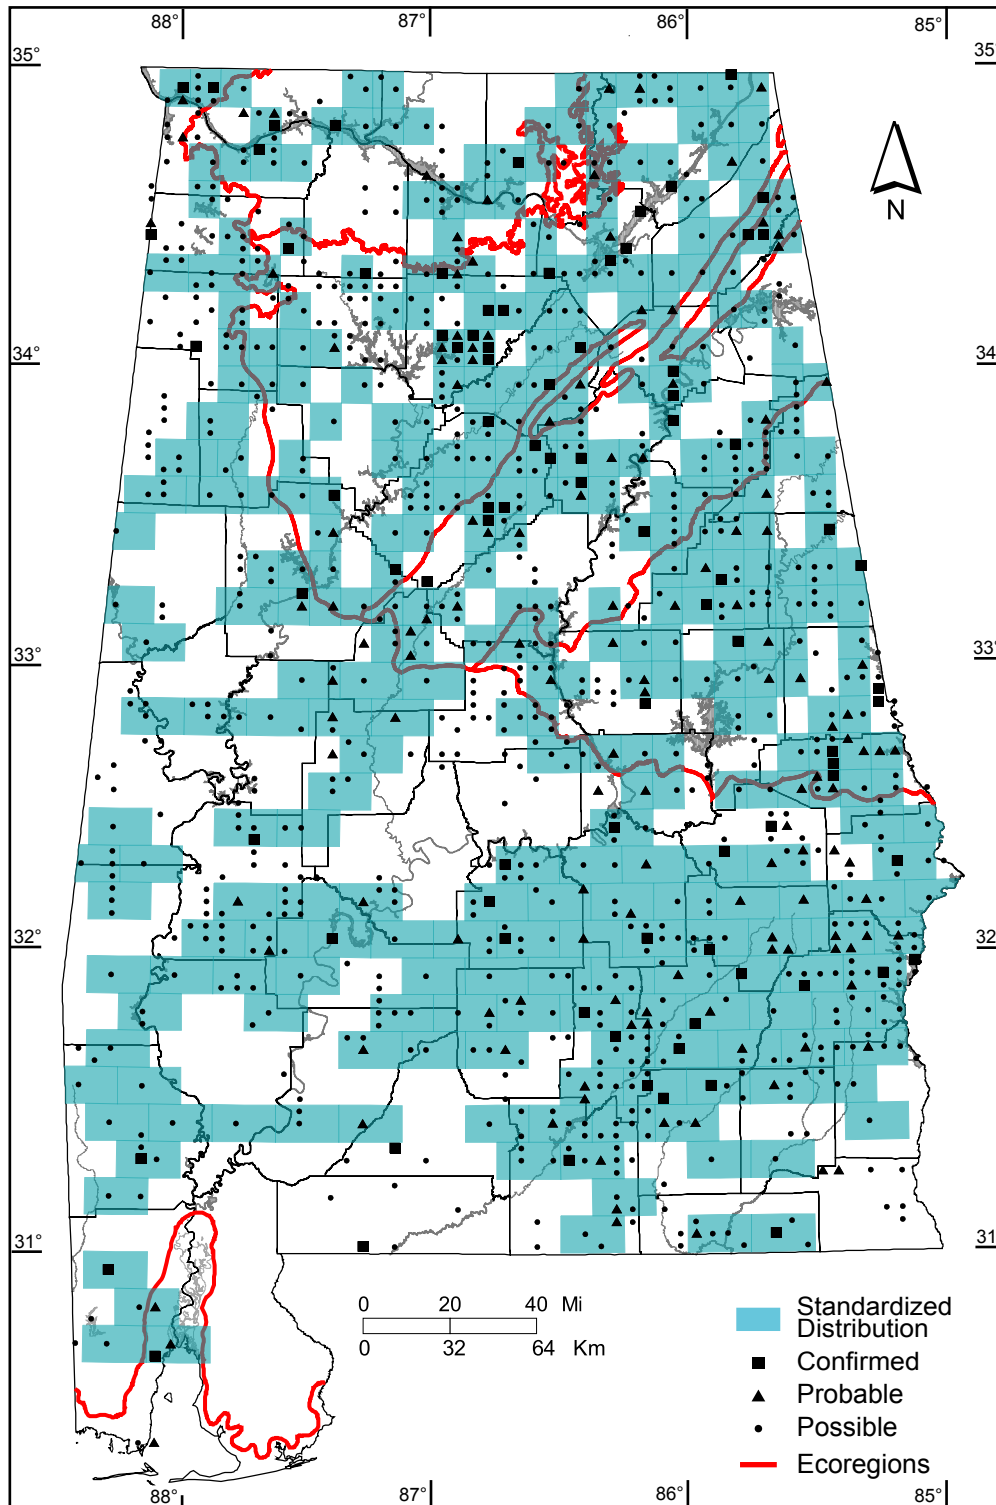 88° 87° 86° 85°
35° 35°
N
34° 34°
33° 33°
32° 32
31° 31
0 20 40 Mi
0 32 64 Km
Standardized
Distribution
Confirmed
Probable
Possible
Ecoregions
88° 87° 86° 85°